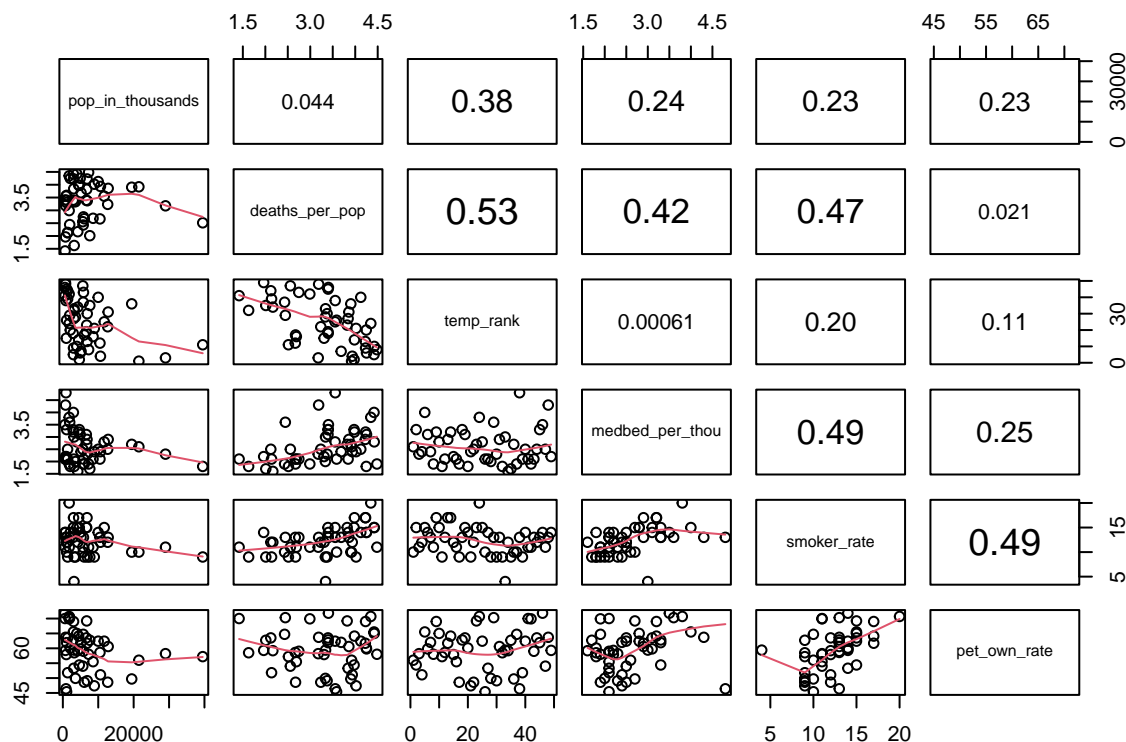 1.5 3.0 4.5 1.5 3.0 4.5 45 55 65
pop_in_thousands 0.044 0.38 0.24 0.23 0.23 0 30000
1.5 3.5 deaths_per_pop 0.53 0.42 0.47 0.021
temp_rank 0.00061 0.20 0.11 0 30
1.5 3.5 medbed_per_thou 0.49 0.25
smoker_rate 0.49 5 15
45 60 pet_own_rate
0 20000 0 20 40 5 10 15 20